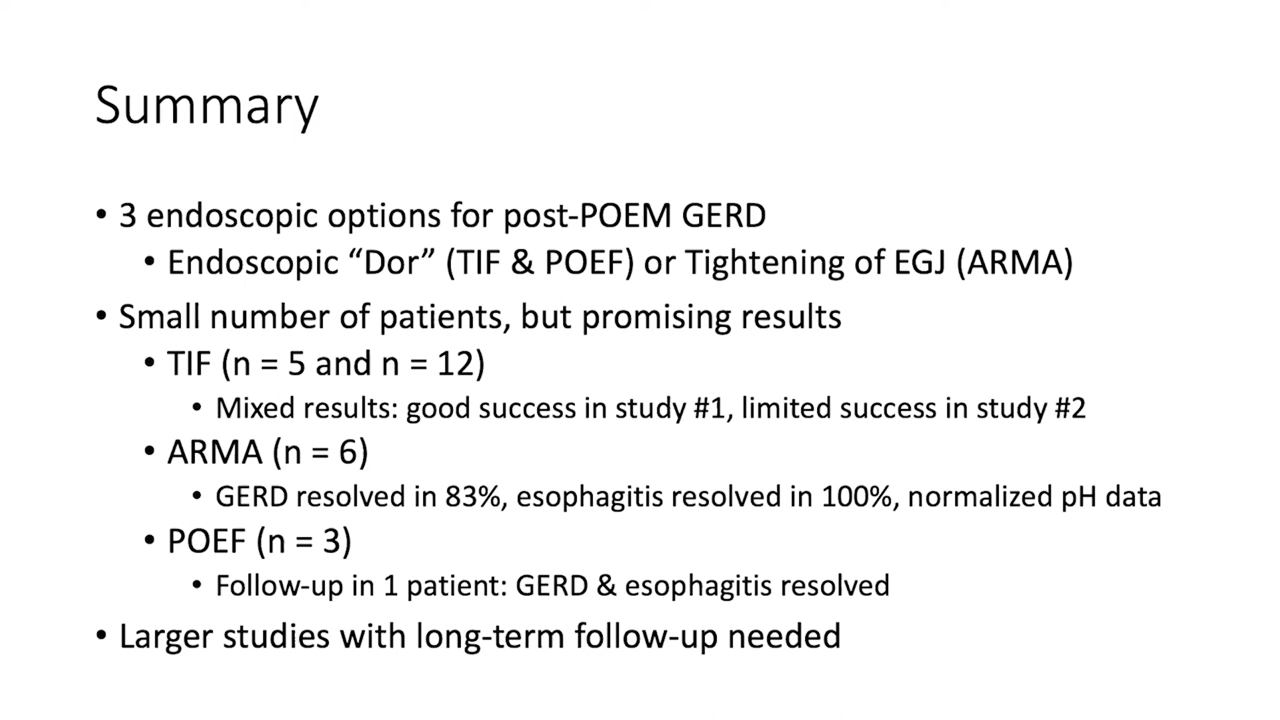 Summary
• 3 endoscopic options for post-POEM GERD
• Endoscopic “Dor” (TIF & POEF) or Tightening of EGJ (ARMA)
• Small number of patients, but promising results
• TIF (n = 5 and n = 12)
• Mixed results: good success in study #1, limited success in study #2
• ARMA (n = 6)
• GERD resolved in 83%, esophagitis resolved in 100%, normalized pH data
• POEF (n = 3)
• Follow-up in 1 patient: GERD & esophagitis resolved
• Larger studies with long-term follow-up needed